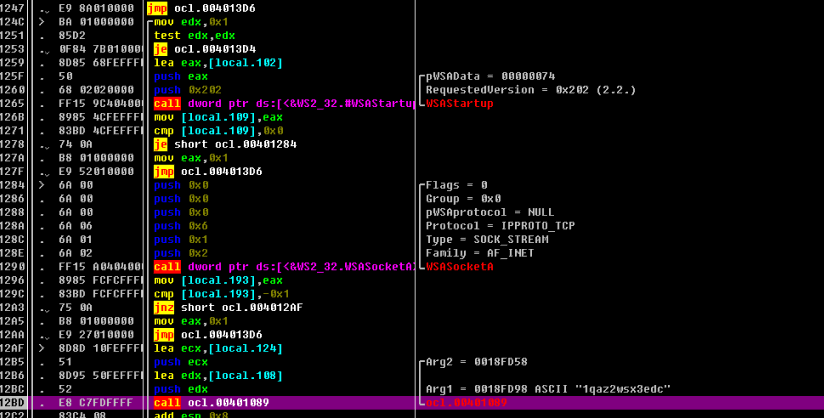 1247 . E9 8A010000 jmp ocl.004013D6
124C > BA 01000000 mov edx,0x1
1251 . 85D2 test edx,edx
1253 . 0F84 7B01000 je ocl.004013D4
1259 . 8D85 68FEFFFF lea eax,[local.102]
125F . 50 push eax pWSAData = 00000074
1260 . 68 02020000 push 0x202 RequestedVersion = 0x202 (2.2.)
1265 . FF15 9C40400 call dword ptr ds:[<&WS2_32.#WSAStartup WSAStartup
126B . 8985 4CFEFFFF mov [local.109],eax
1271 . 83BD 4CFEFFFF cmp [local.109],0x0
1278 . 74 0A je short ocl.00401284
127A . B8 01000000 mov eax,0x1
127F . E9 52010000 jmp ocl.004013D6
1284 > 6A 00 push 0x0 Flags = 0
1286 . 6A 00 push 0x0 Group = 0x0
1288 . 6A 00 push 0x0 pWSAprotocol = NULL
128A . 6A 06 push 0x6 Protocol = IPPROTO_TCP
128C . 6A 01 push 0x1 Type = SOCK_STREAM
128E . 6A 02 push 0x2 Family = AF_INET
1290 . FF15 A040400 call dword ptr ds:[<&WS2_32.WSASocketA WSASocketA
1296 . 8985 FCFCFFFF mov [local.193],eax
129C . 83BD FCFCFFFF cmp [local.193],-0x1
12A3 . 75 0A jnz short ocl.004012AF
12A5 . B8 01000000 mov eax,0x1
12AA . E9 27010000 jmp ocl.004013D6
12AF > 8D8D 10FEFFFF lea ecx,[local.124]
12B5 . 51 push ecx Arg2 = 0018FD58
12B6 . 8D95 50FEFFFF lea edx,[local.108]
12BC . 52 push edx Arg1 = 0018FD98 ASCII "1qaz2wsx3edc"
12BD . E8 C7FDFFFF call ocl.00401089 ocl.00401089
12C2 . 83C4 08 add esp,0x8